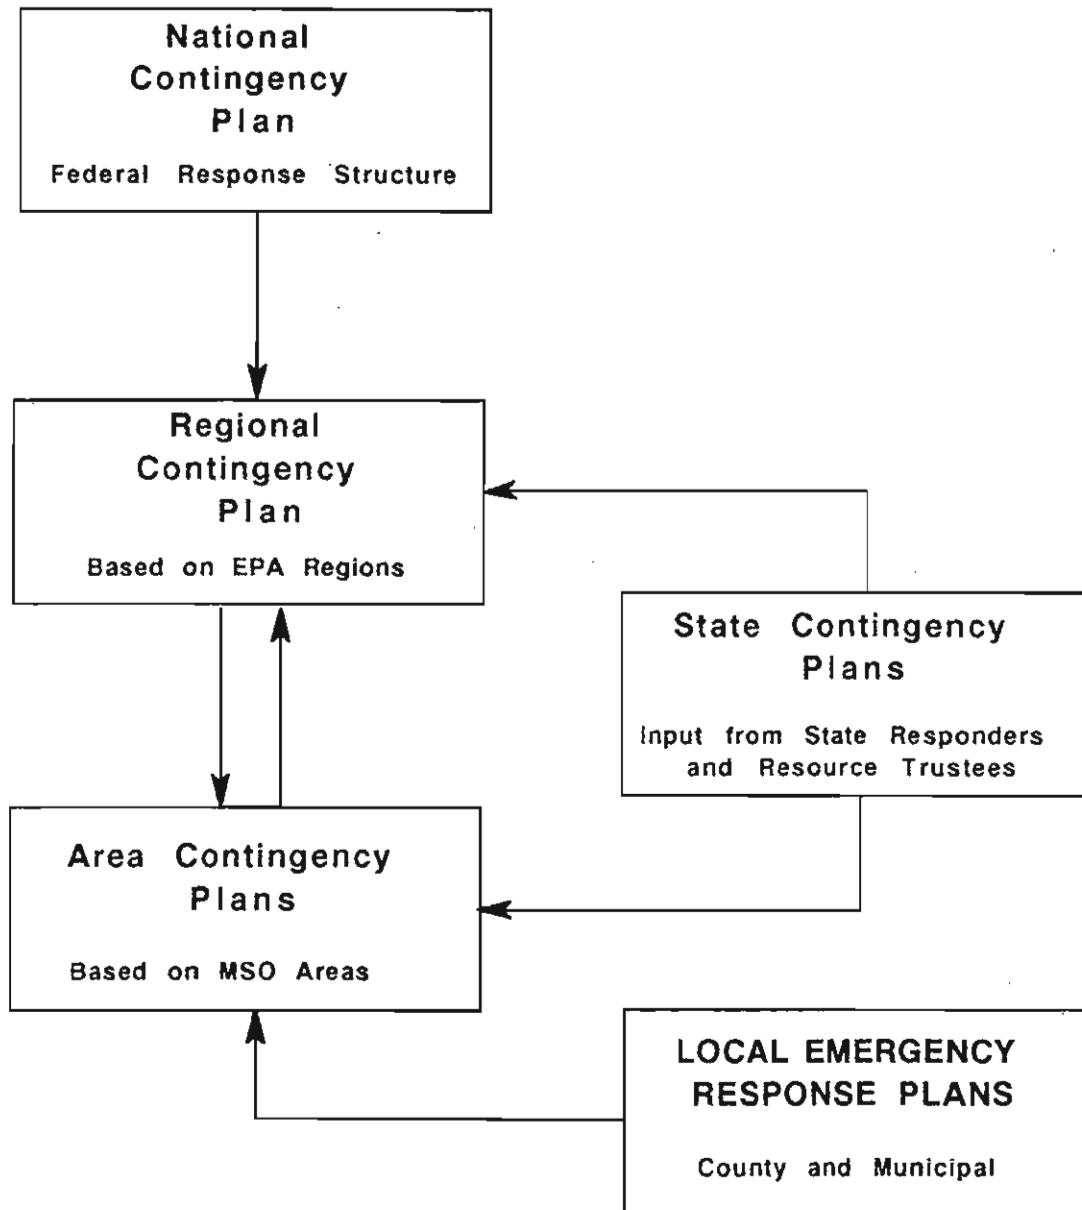 National
Contingency
Plan
Federal Response Structure
Regional
Contingency
Plan
Based on EPA Regions
State Contingency
Plans
Input from State Responders
and Resource Trustees
Area Contingency
Plans
Based on MSO Areas
LOCAL EMERGENCY
RESPONSE PLANS
County and Municipal